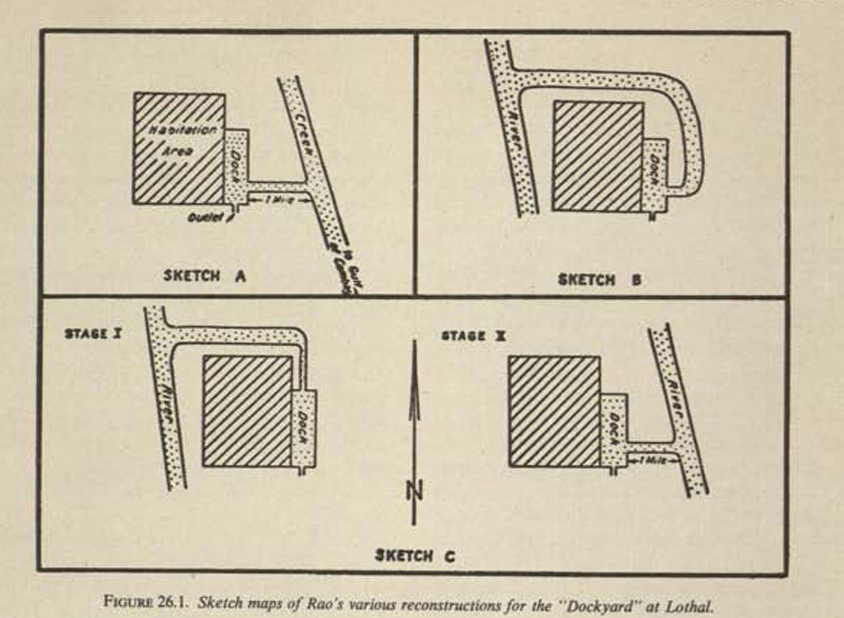 Habitation
Area
Dock
Creek
1 Mile
Outlet
to Gulf
of Cambay
SKETCH A
River
Dock
SKETCH B
STAGE I
River
Dock
N
STAGE II
Dock
River
1 Mile
SKETCH C
FIGURE 26.1. Sketch maps of Rao's various reconstructions for the "Dockyard" at Lothal.